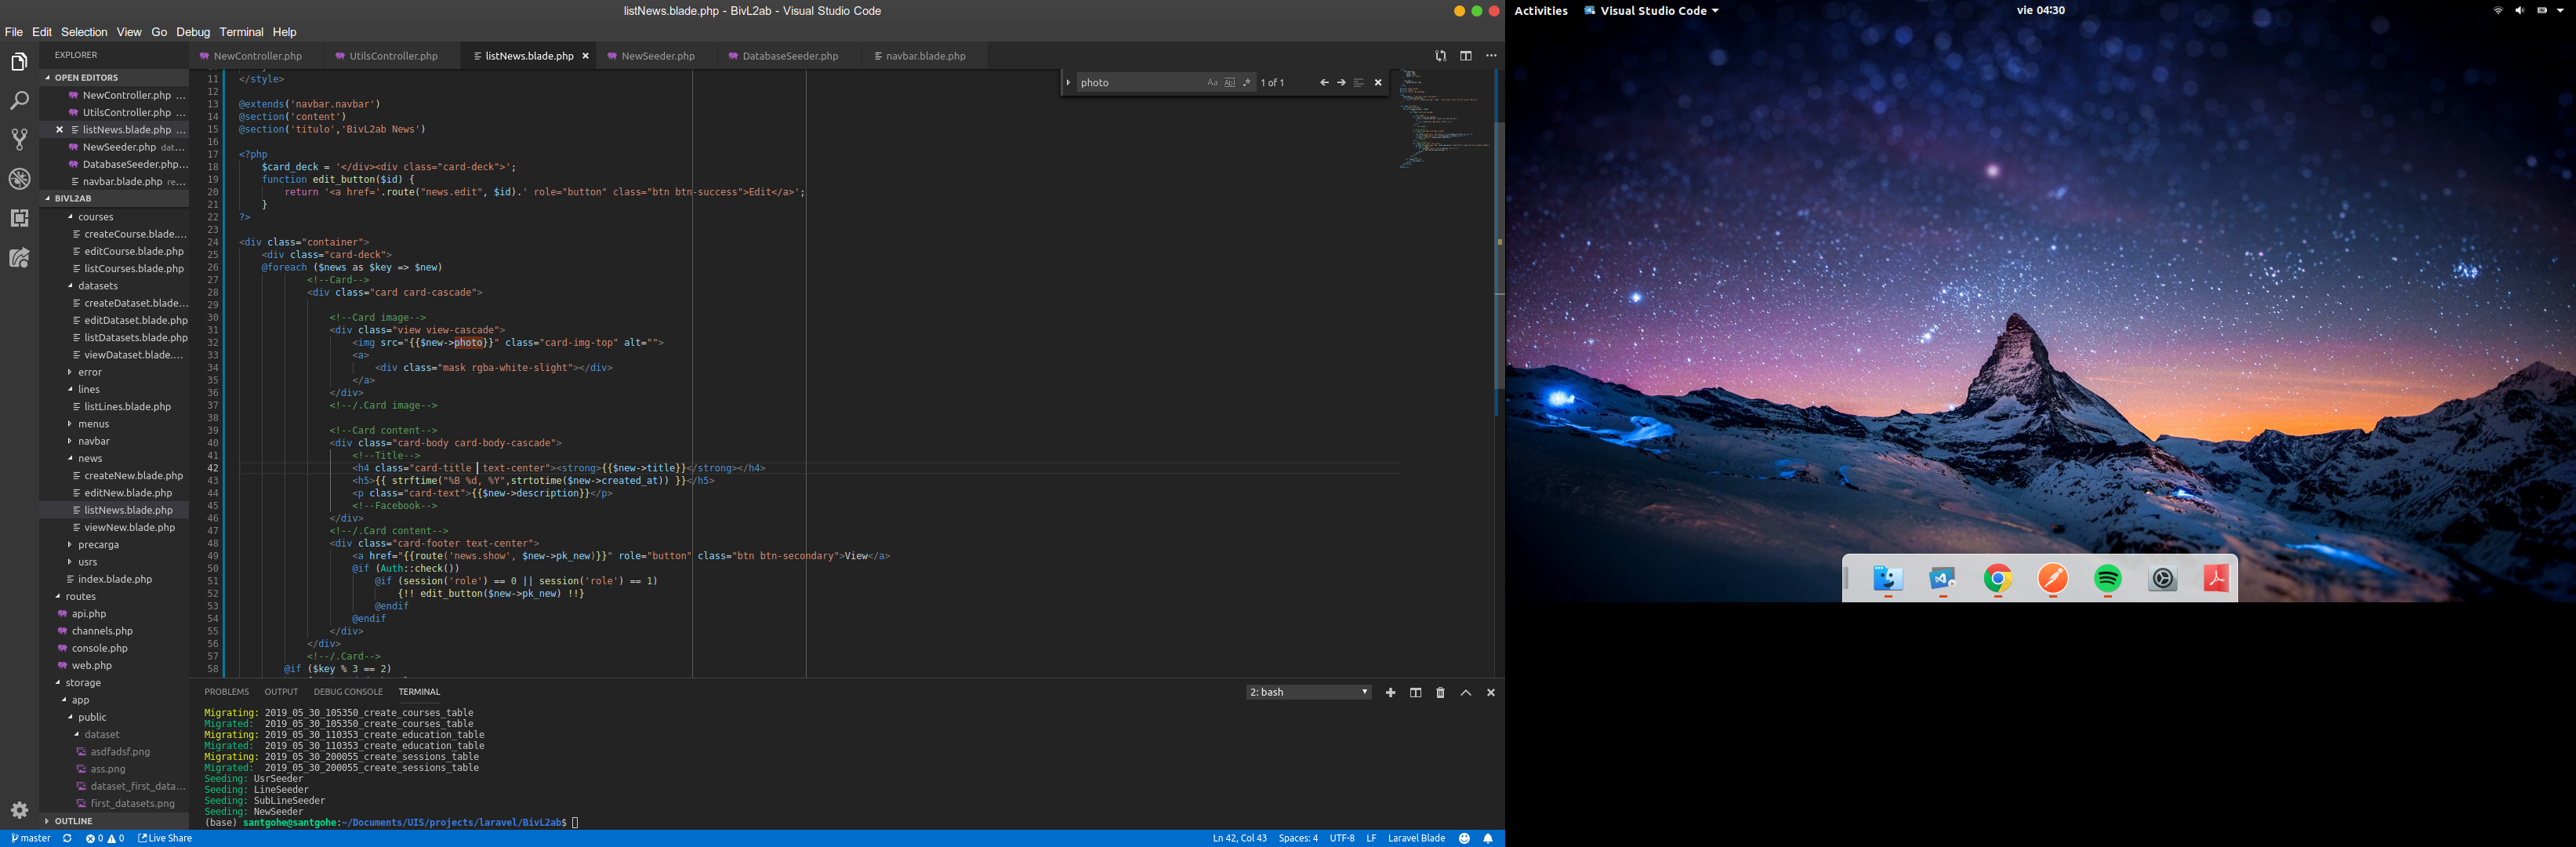 listNews.blade.php - BivL2ab - Visual Studio Code
File Edit Selection View Go Debug Terminal Help
EXPLORER
OPEN EDITORS
NewController.php ...
UtilsController.php ...
listNews.blade.php ...
NewSeeder.php dat...
DatabaseSeeder.php...
navbar.blade.php re...
BIVL2AB
courses
createCourse.blade....
editCourse.blade.php
listCourses.blade.php
datasets
createDataset.blade...
editDataset.blade.php
listDatasets.blade.php
viewDataset.blade....
error
lines
listLines.blade.php
menus
navbar
news
createNew.blade.php
editNew.blade.php
listNews.blade.php
viewNew.blade.php
precarga
usrs
index.blade.php
routes
api.php
channels.php
console.php
web.php
storage
app
public
dataset
asdfadsf.png
ass.png
dataset_first_data...
first_datasets.png
OUTLINE
NewController.php UtilsController.php listNews.blade.php NewSeeder.php DatabaseSeeder.php navbar.blade.php
photo Aa Ab| .* 1 of 1
11 </style>
12
13 @extends('navbar.navbar')
14 @section('content')
15 @section('titulo','BivL2ab News')
16
17 <?php
18 $card_deck = '</div><div class="card-deck">';
19 function edit_button($id) {
20 return '<a href='.route("news.edit", $id).' role="button" class="btn btn-success">Edit</a>';
21 }
22 ?>
23
24 <div class="container">
25 <div class="card-deck">
26 @foreach ($news as $key => $new)
27 <!--Card-->
28 <div class="card card-cascade">
29
30 <!--Card image-->
31 <div class="view view-cascade">
32 <img src="{{$new->photo}}" class="card-img-top" alt="">
33 <a>
34 <div class="mask rgba-white-slight"></div>
35 </a>
36 </div>
37 <!--/.Card image-->
38
39 <!--Card content-->
40 <div class="card-body card-body-cascade">
41 <!--Title-->
42 <h4 class="card-title  text-center"><strong>{{$new->title}}</strong></h4>
43 <h5>{{ strftime("%B %d, %Y",strtotime($new->created_at)) }}</h5>
44 <p class="card-text">{{$new->description}}</p>
45 <!--Facebook-->
46 </div>
47 <!--/.Card content-->
48 <div class="card-footer text-center">
49 <a href="{{route('news.show', $new->pk_new)}}" role="button" class="btn btn-secondary">View</a>
50 @if (Auth::check())
51 @if (session('role') == 0 || session('role') == 1)
52 {!! edit_button($new->pk_new) !!}
53 @endif
54 @endif
55 </div>
56 </div>
57 <!--/.Card-->
58 @if ($key % 3 == 2)
PROBLEMS OUTPUT DEBUG CONSOLE TERMINAL
2: bash
Migrating: 2019_05_30_105350_create_courses_table
Migrated:  2019_05_30_105350_create_courses_table
Migrating: 2019_05_30_110353_create_education_table
Migrated:  2019_05_30_110353_create_education_table
Migrating: 2019_05_30_200055_create_sessions_table
Migrated:  2019_05_30_200055_create_sessions_table
Seeding: UsrSeeder
Seeding: LineSeeder
Seeding: SubLineSeeder
Seeding: NewSeeder
(base) santgohe@santgohe:~/Documents/UIS/projects/laravel/BivL2ab$
master 0 0 Live Share
Ln 42, Col 43 Spaces: 4 UTF-8 LF Laravel Blade
Activities Visual Studio Code vie 04:30